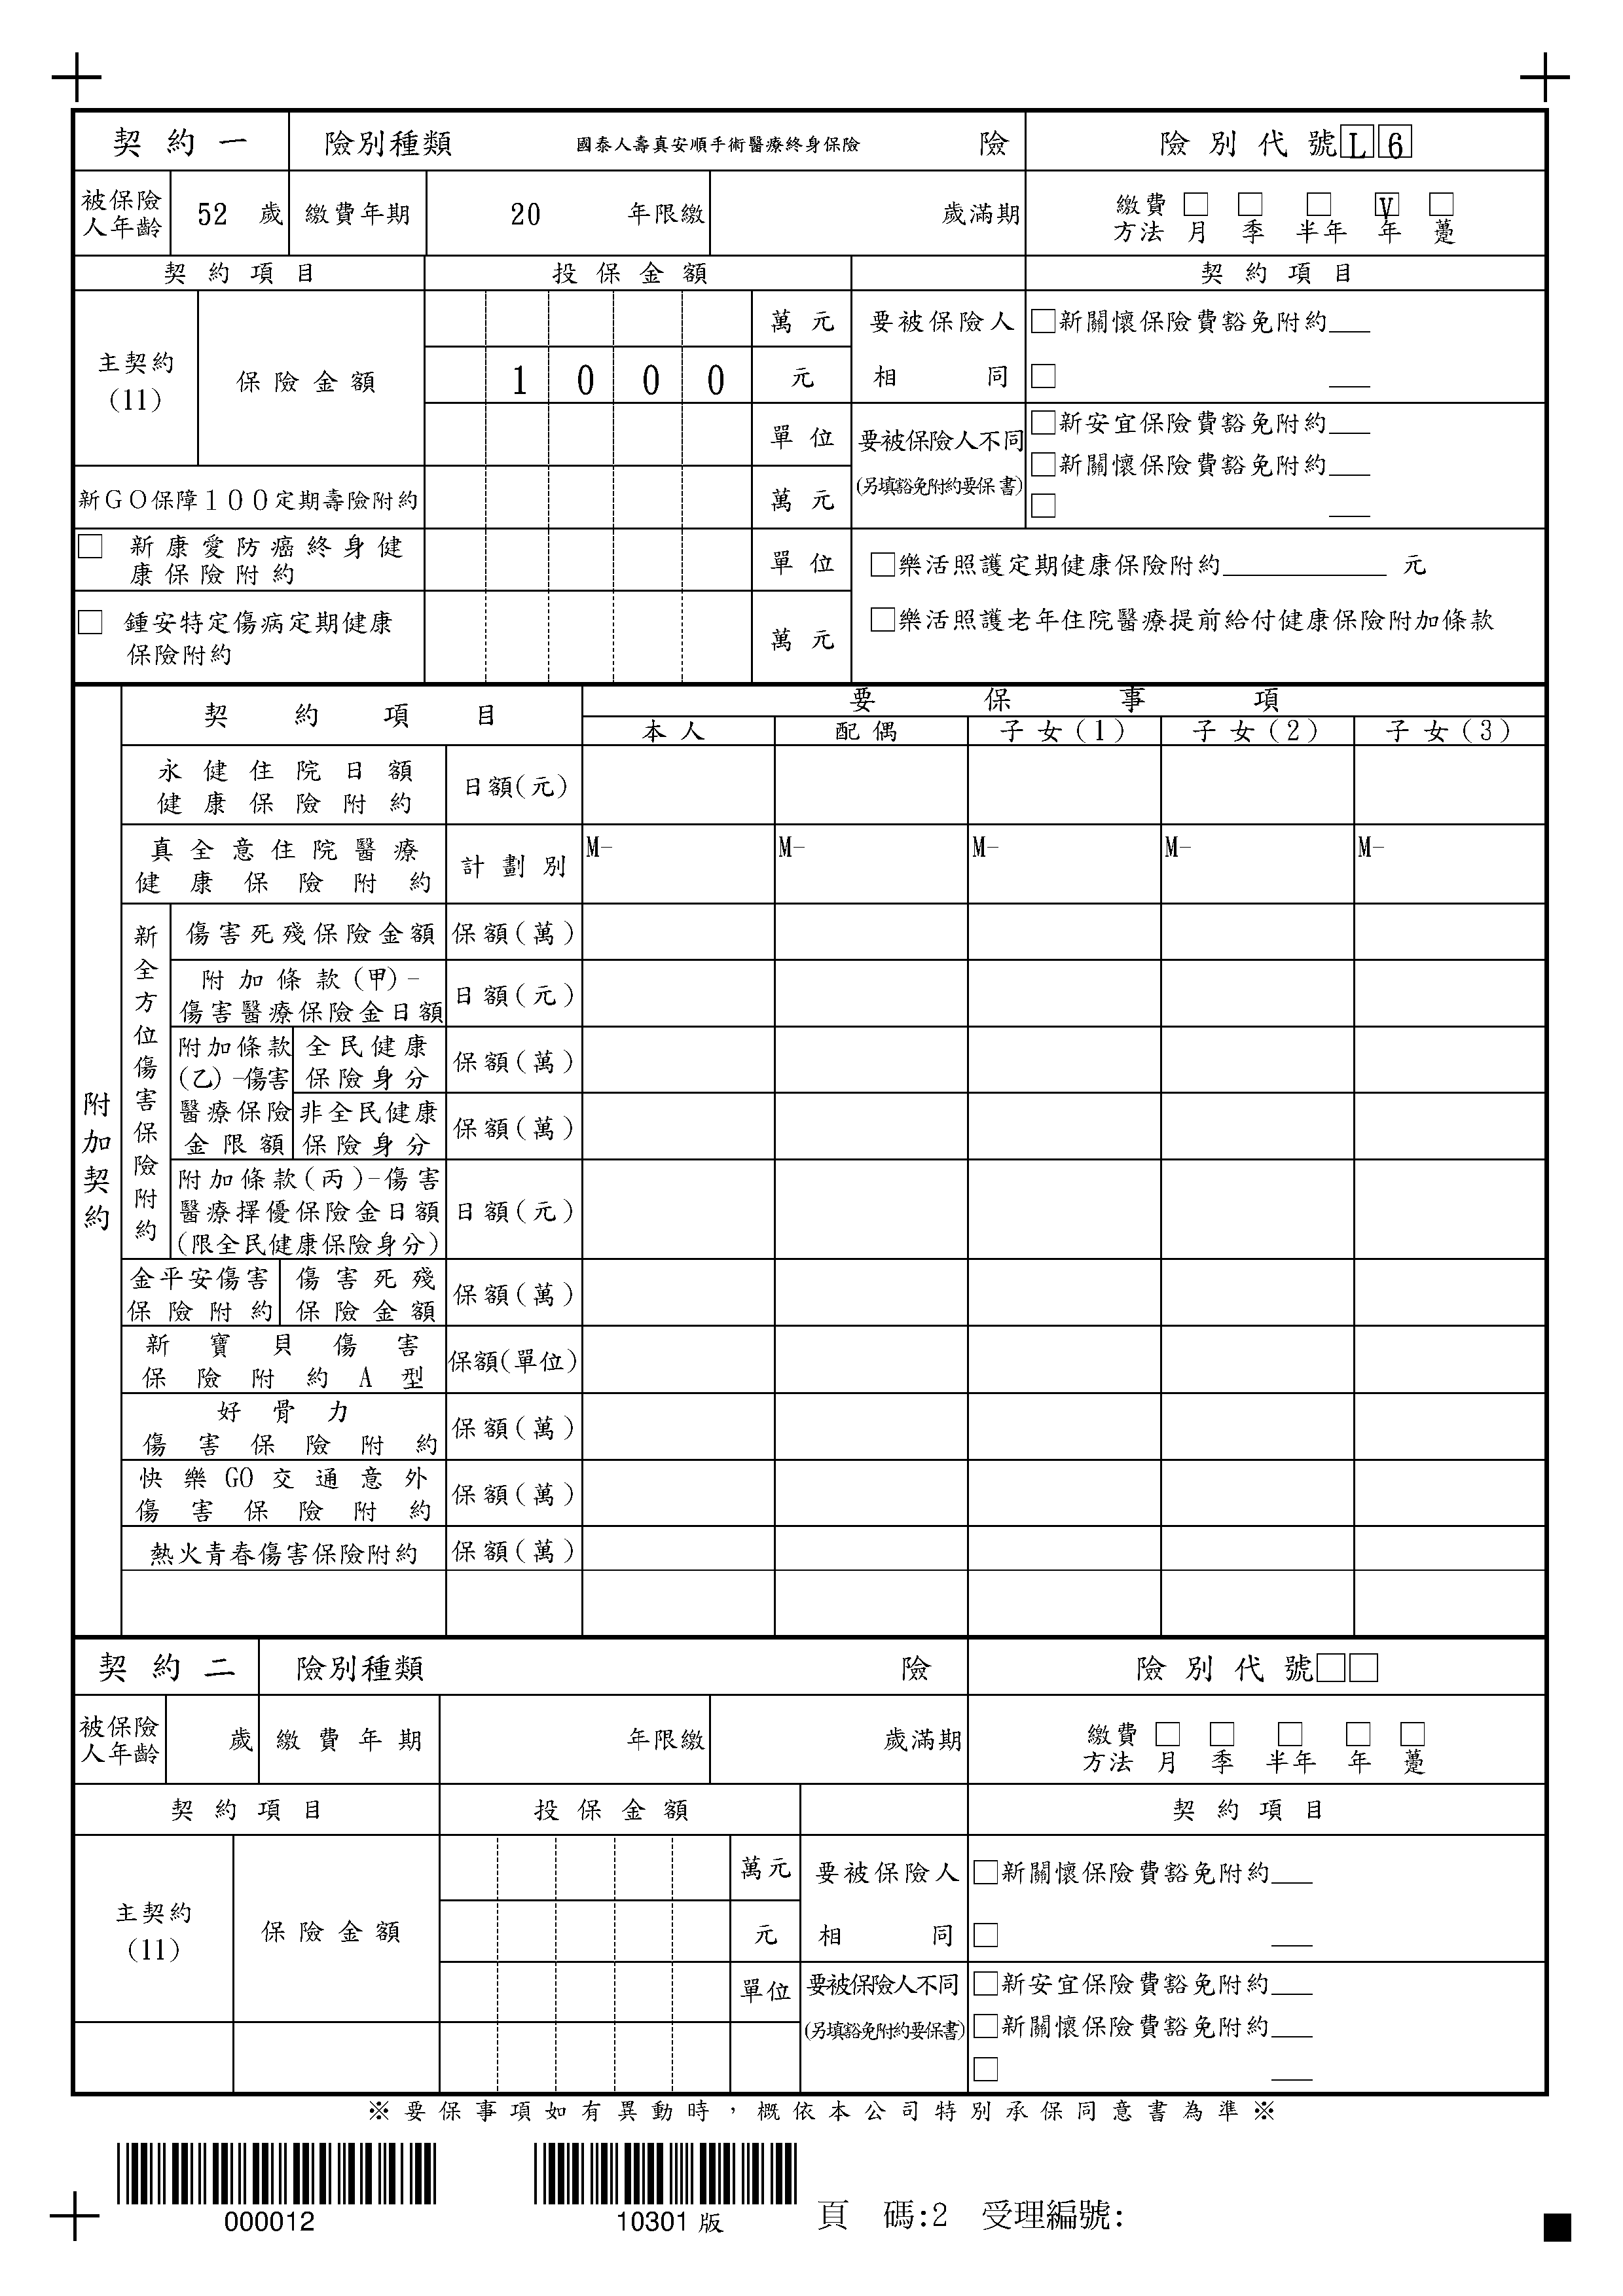 契約一 險別種類 國泰人壽真安順手術醫療終身保險 險 險別代號 L 6
被保險人年齡 52 歲 繳費年期 20 年限繳 歲滿期 繳費方法 □月 □季 □半年 V年 □躉
契約項目 投保金額 契約項目
主契約(11) 保險金額 萬元 要被保險人 □新關懷保險費豁免附約___
1 0 0 0 元 相同 □ ___
單位 要被保險人不同 □新安宜保險費豁免附約___
(另填豁免附約要保書) □新關懷保險費豁免附約___
新GO保障100定期壽險附約 萬元 □ ___
□ 新康愛防癌終身健康保險附約 單位 □樂活照護定期健康保險附約____________ 元
□ 鍾安特定傷病定期健康保險附約 萬元 □樂活照護老年住院醫療提前給付健康保險附加條款
附加契約
契約項目 要保事項
本人 配偶 子女(1) 子女(2) 子女(3)
永健住院日額健康保險附約 日額(元)
真全意住院醫療健康保險附約 計劃別 M- M- M- M- M-
新全方位傷害保險附約
傷害死殘保險金額 保額(萬)
附加條款(甲)-傷害醫療保險金日額 日額(元)
附加條款(乙)-傷害醫療保險金限額 全民健康保險身分 保額(萬)
非全民健康保險身分 保額(萬)
附加條款(丙)-傷害醫療擇優保險金日額(限全民健康保險身分) 日額(元)
金平安傷害保險附約 傷害死殘保險金額 保額(萬)
新寶貝傷害保險附約A型 保額(單位)
好骨力傷害保險附約 保額(萬)
快樂GO交通意外傷害保險附約 保額(萬)
熱火青春傷害保險附約 保額(萬)
契約二 險別種類 險 險別代號□□
被保險人年齡 歲 繳費年期 年限繳 歲滿期 繳費方法 □月 □季 □半年 □年 □躉
契約項目 投保金額 契約項目
主契約(11) 保險金額 萬元 要被保險人 □新關懷保險費豁免附約___
元 相同 □ ___
單位 要被保險人不同 □新安宜保險費豁免附約___
(另填豁免附約要保書) □新關懷保險費豁免附約___
□ ___
※要保事項如有異動時，概依本公司特別承保同意書為準※
000012 10301版 頁 碼:2 受理編號: